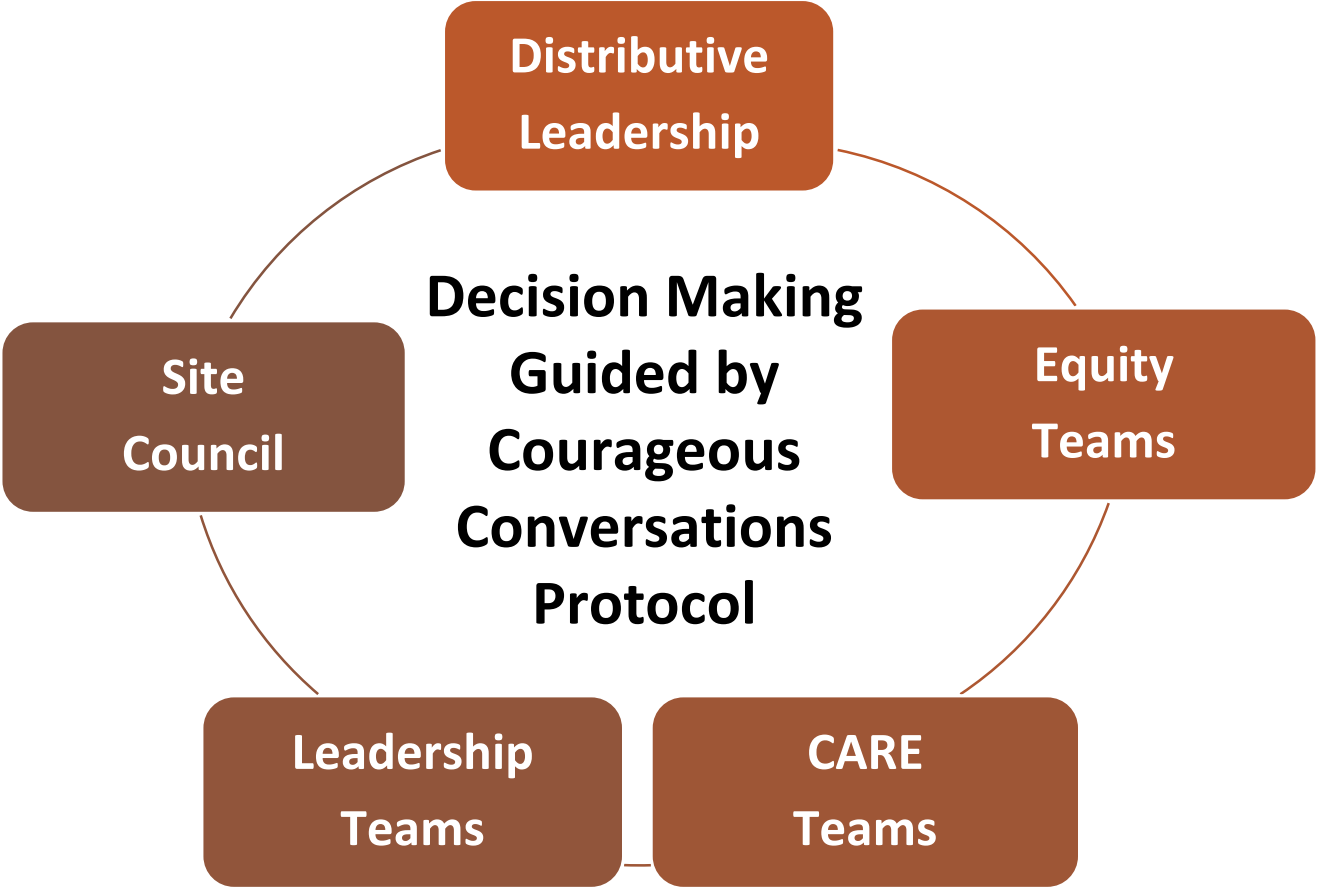 Distributive
Leadership
Decision Making
Guided by
Courageous
Conversations
Protocol
Site
Council
Equity
Teams
Leadership
Teams
CARE
Teams